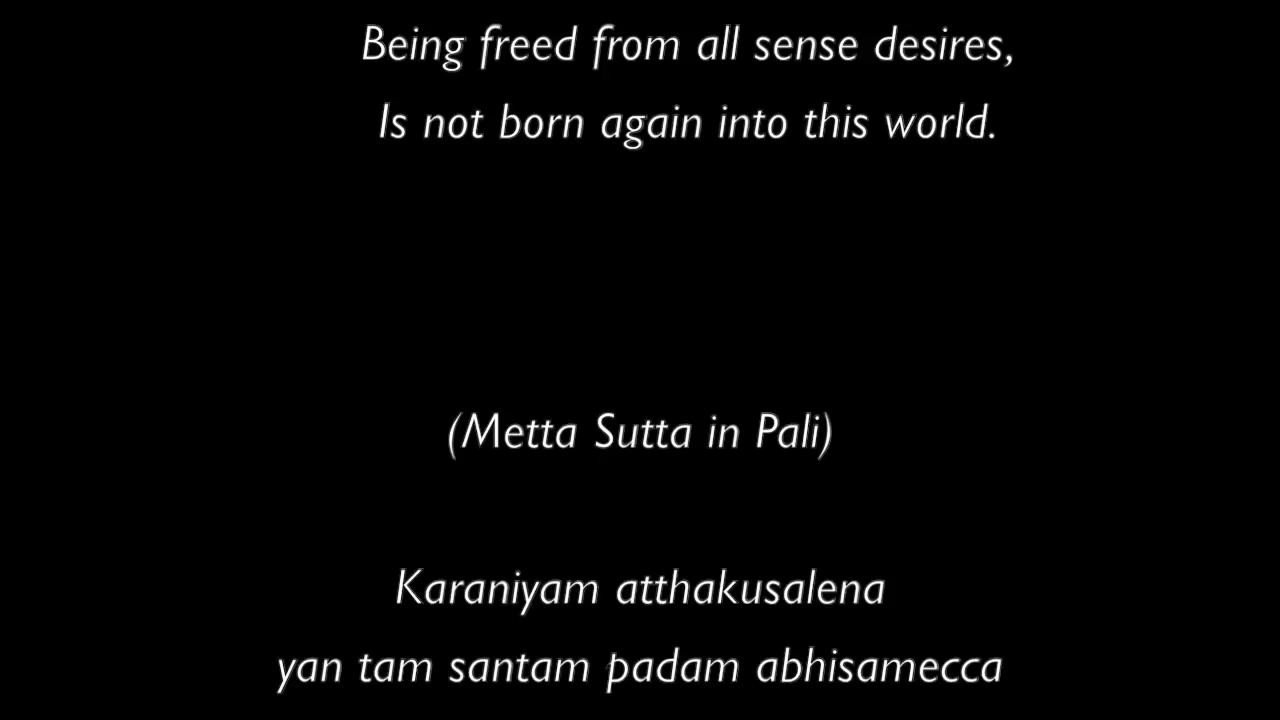 Being freed from all sense desires,
Is not born again into this world.
(Metta Sutta in Pali)
Karaniyam atthakusalena
yan tam santam padam abhisamecca